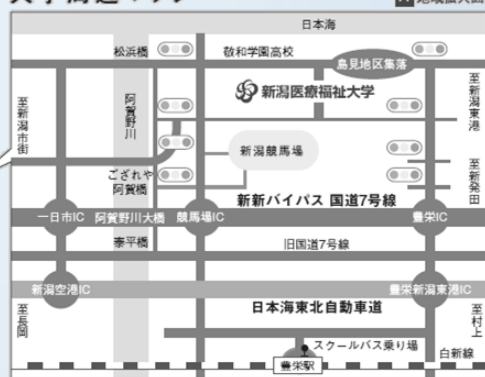 日本海
松浜橋
敬和学園高校
島見地区集落
至新潟東港
新潟医療福祉大学
阿賀野川
至新潟市街
新潟競馬場
ござれや
阿賀橋
至新発田
新新バイパス 国道7号線
一日市IC
阿賀野川大橋
競馬場IC
豊栄IC
泰平橋
旧国道7号線
新潟空港IC
豊栄新潟東港IC
至長岡
日本海東北自動車道
至村上
スクールバス乗り場
白新線
豊栄駅